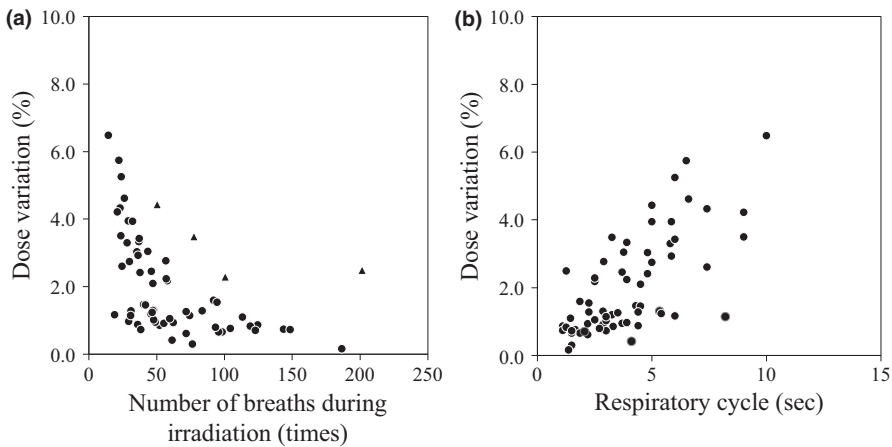 (a)
10.0
8.0
6.0
4.0
2.0
0.0
Dose variation (%)
0 50 100 150 200 250
Number of breaths during
irradiation (times)
(b)
10.0
8.0
6.0
4.0
2.0
0.0
Dose variation (%)
0 5 10 15
Respiratory cycle (sec)